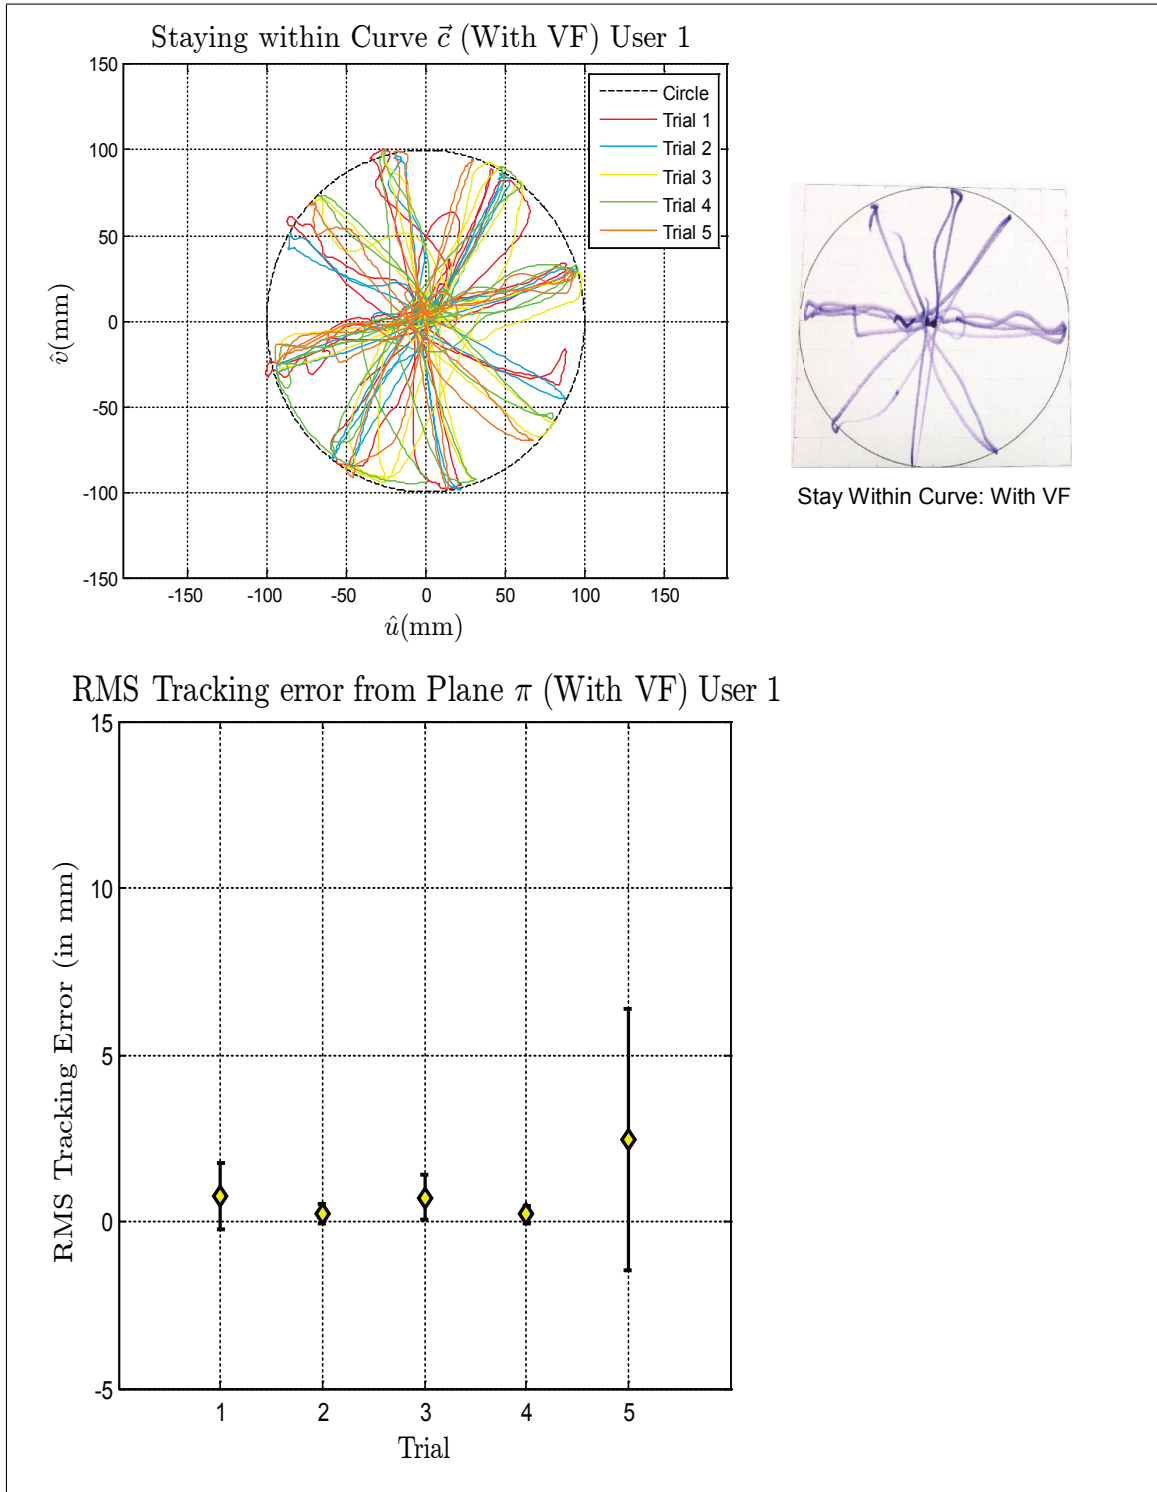 Staying within Curve c⃗ (With VF) User 1
150
100
50
0
-50
-100
-150
-150 -100 -50 0 50 100 150
v̂(mm)
û(mm)
Circle
Trial 1
Trial 2
Trial 3
Trial 4
Trial 5
Stay Within Curve: With VF
RMS Tracking error from Plane π (With VF) User 1
15
10
5
0
-5
1 2 3 4 5
RMS Tracking Error (in mm)
Trial